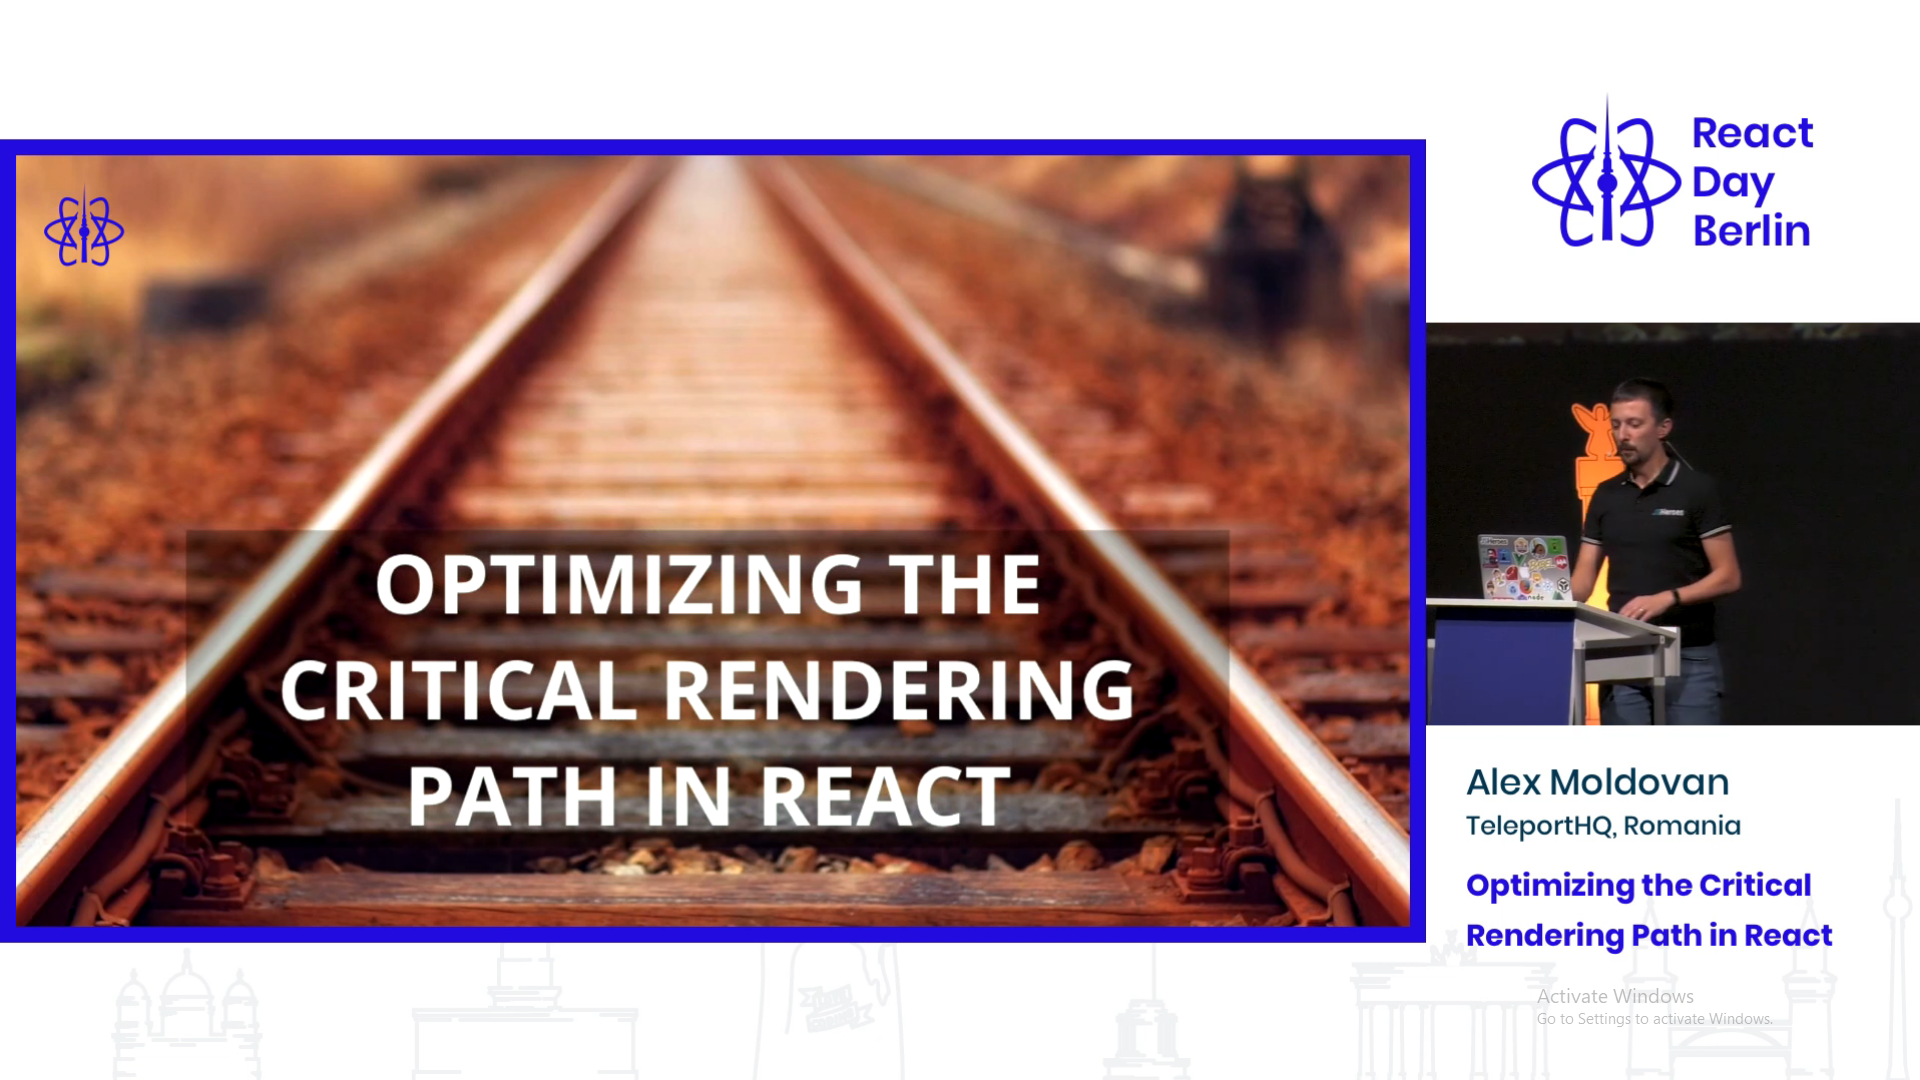 OPTIMIZING THE
CRITICAL RENDERING
PATH IN REACT
React
Day
Berlin
Alex Moldovan
TeleportHQ, Romania
Optimizing the Critical
Rendering Path in React
Activate Windows
Go to Settings to activate Windows.